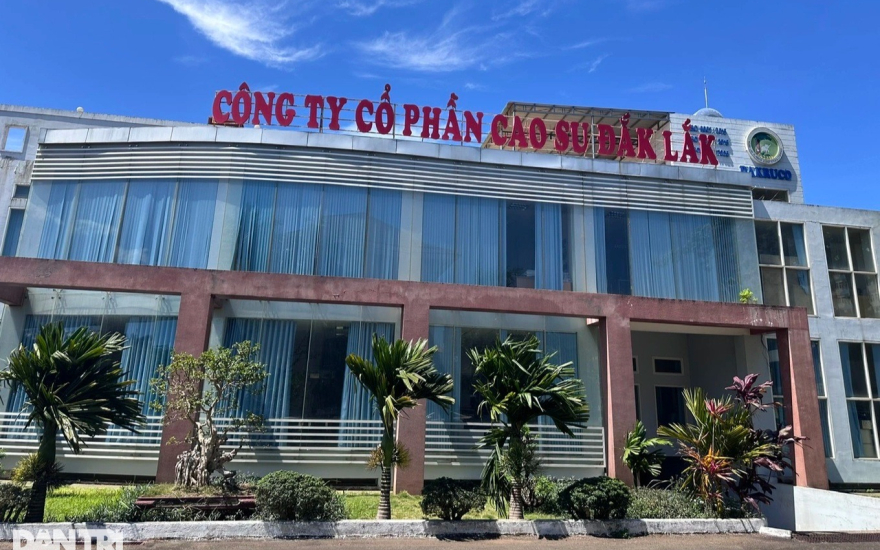 CÔNG TY CỔ PHẦN CAO SU ĐẮK LẮK
DAKRUCO
DÂN TRÍ